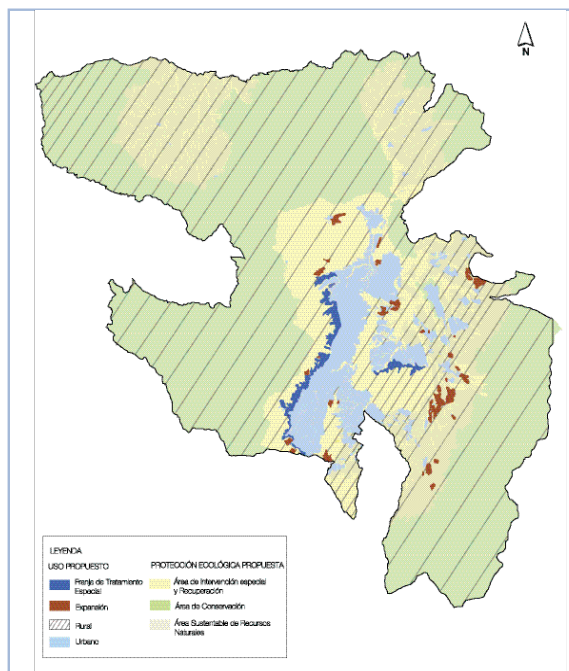 N
LEYENDA
USO PROPUESTO
PROTECCIÓN ECOLÓGICA PROPUESTA
Franja de Tratamiento
Especial
Expansión
Rural
Urbano
Área de Intervención especial
y Recuperación
Área de Conservación
Área Sustentable de Recursos
Naturales